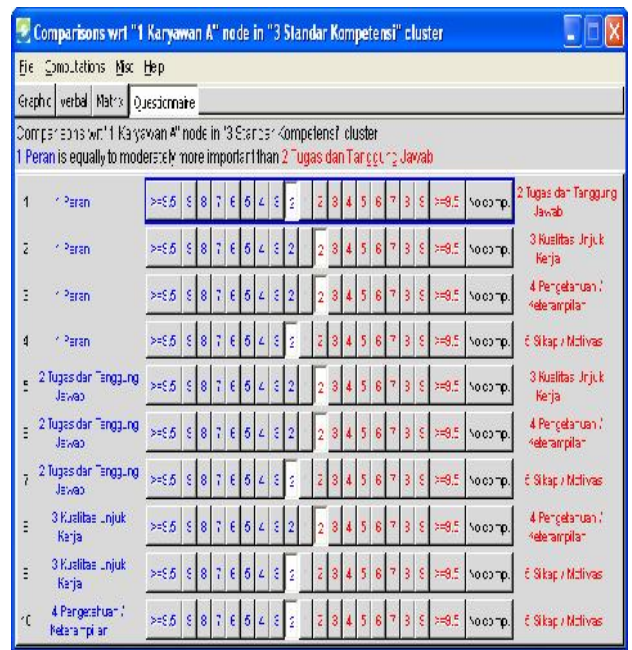 Comparisons wrt "1 Karyawan A" node in "3 Standar Kompetensi" cluster
File Computations Misc Help
Graphic Verbal Matrix Questionnaire
Comparisons wrt "1 Karyawan A" node in "3 Standar Kompetensi" cluster
1 Peran is equally to moderately more important than 2 Tugas dan Tanggung Jawab
1 1 Peran >=9.5 9 8 7 6 5 4 3 2 2 3 4 5 6 7 8 9 >=9.5 No comp. 2 Tugas dan Tanggung
Jawab
2 1 Peran >=9.5 9 8 7 6 5 4 3 2 2 3 4 5 6 7 8 9 >=9.5 No comp. 3 Kualitas Unjuk
Kerja
3 1 Peran >=9.5 9 8 7 6 5 4 3 2 2 3 4 5 6 7 8 9 >=9.5 No comp. 4 Pengetahuan /
Keterampilan
4 1 Peran >=9.5 9 8 7 6 5 4 3 2 2 3 4 5 6 7 8 9 >=9.5 No comp. 5 Sikap / Motivas
5 2 Tugas dan Tanggung
Jawab >=9.5 9 8 7 6 5 4 3 2 2 3 4 5 6 7 8 9 >=9.5 No comp. 3 Kualitas Unjuk
Kerja
6 2 Tugas dan Tanggung
Jawab >=9.5 9 8 7 6 5 4 3 2 2 3 4 5 6 7 8 9 >=9.5 No comp. 4 Pengetahuan /
Keterampilan
7 2 Tugas dan Tanggung
Jawab >=9.5 9 8 7 6 5 4 3 2 2 3 4 5 6 7 8 9 >=9.5 No comp. 5 Sikap / Motivas
8 3 Kualitas Unjuk
Kerja >=9.5 9 8 7 6 5 4 3 2 2 3 4 5 6 7 8 9 >=9.5 No comp. 4 Pengetahuan /
Keterampilan
9 3 Kualitas Unjuk
Kerja >=9.5 9 8 7 6 5 4 3 2 2 3 4 5 6 7 8 9 >=9.5 No comp. 5 Sikap / Motivas
10 4 Pengetahuan /
Keterampilan >=9.5 9 8 7 6 5 4 3 2 2 3 4 5 6 7 8 9 >=9.5 No comp. 5 Sikap / Motivas